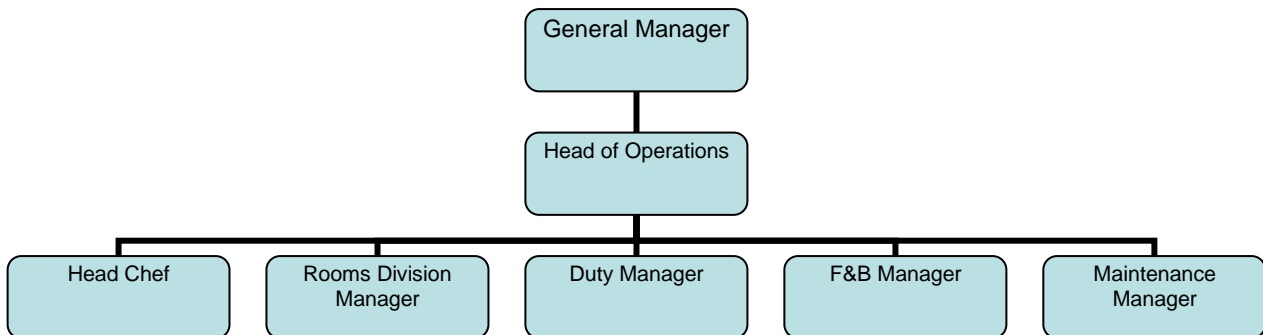 General Manager
Head of Operations
Head Chef
Rooms Division
Manager
Duty Manager
F&B Manager
Maintenance
Manager